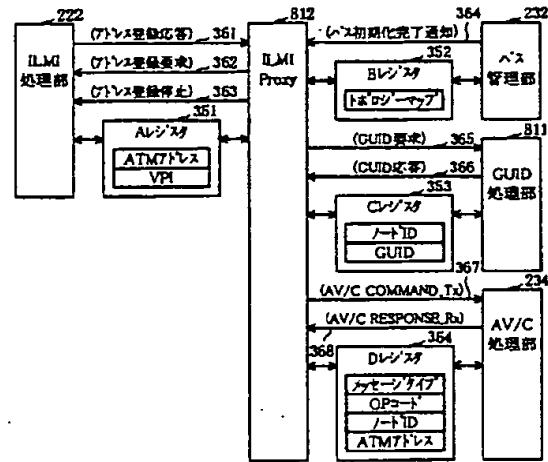 222
ILMI
処理部
(アドレス登録応答)
361
(アドレス登録要求)
362
(アドレス登録停止)
363
351
Aレジスタ
ATMアドレス
VPI
812
ILMI
Proxy
(バス初期化完了通知)
364
352
Bレジスタ
トポロジーマップ
232
バス
管理部
(GUID要求)
365
(GUID応答)
366
353
Cレジスタ
ノードID
GUID
811
GUID
処理部
367
(AV/C COMMAND_Tx)
(AV/C RESPONSE_Rx)
368
354
Dレジスタ
メッセージタイプ
OPコード
ノードID
ATMアドレス
234
AV/C
処理部